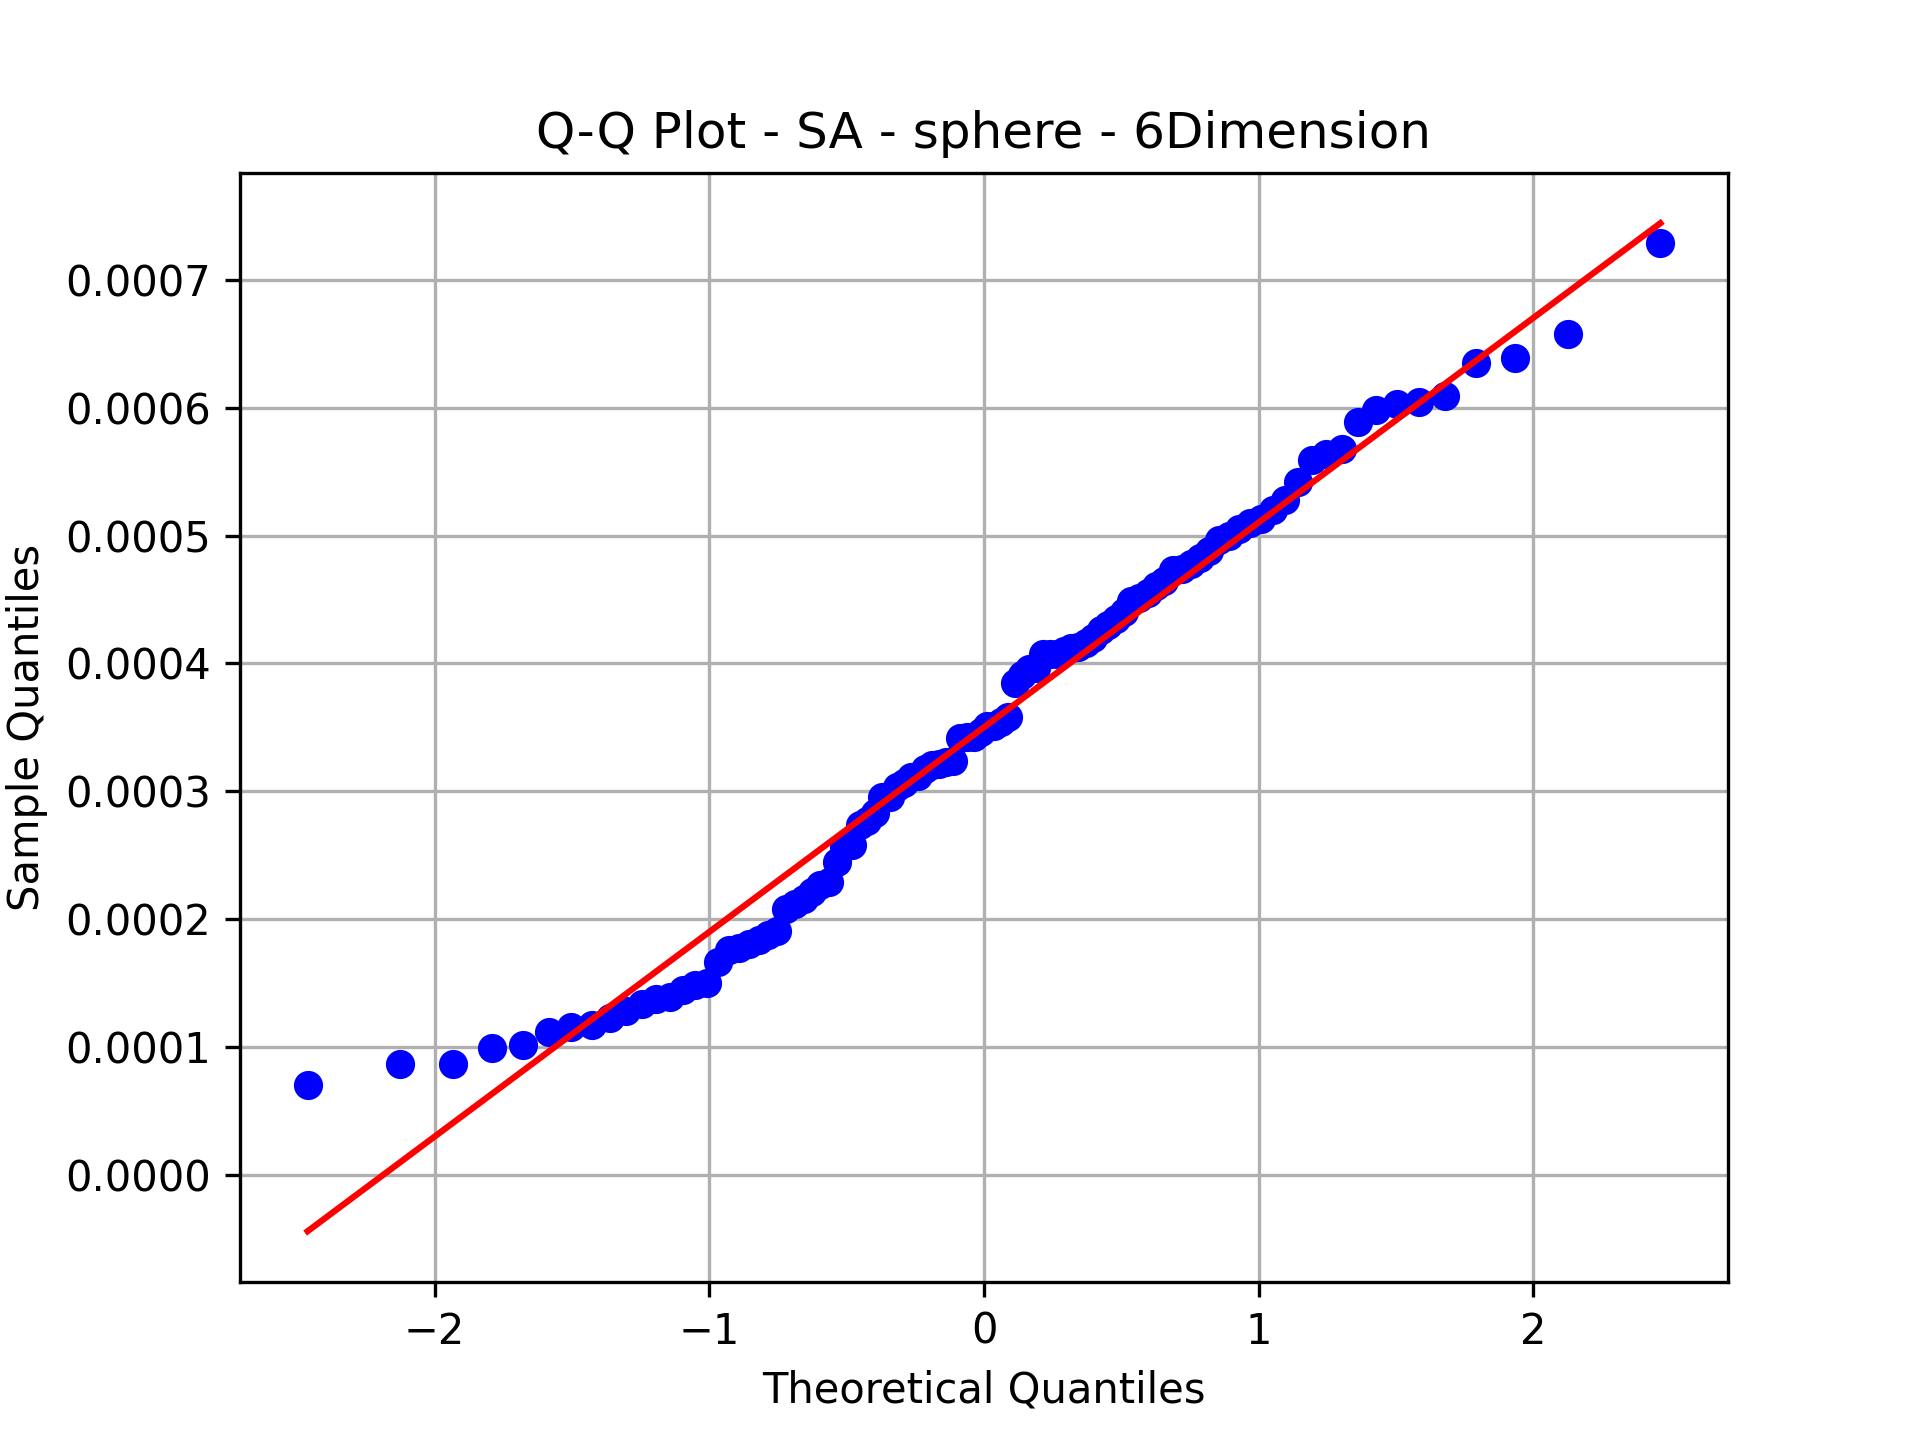 Q-Q Plot - SA - sphere - 6Dimension
Sample Quantiles
0.0007
0.0006
0.0005
0.0004
0.0003
0.0002
0.0001
0.0000
−2 −1 0 1 2
Theoretical Quantiles